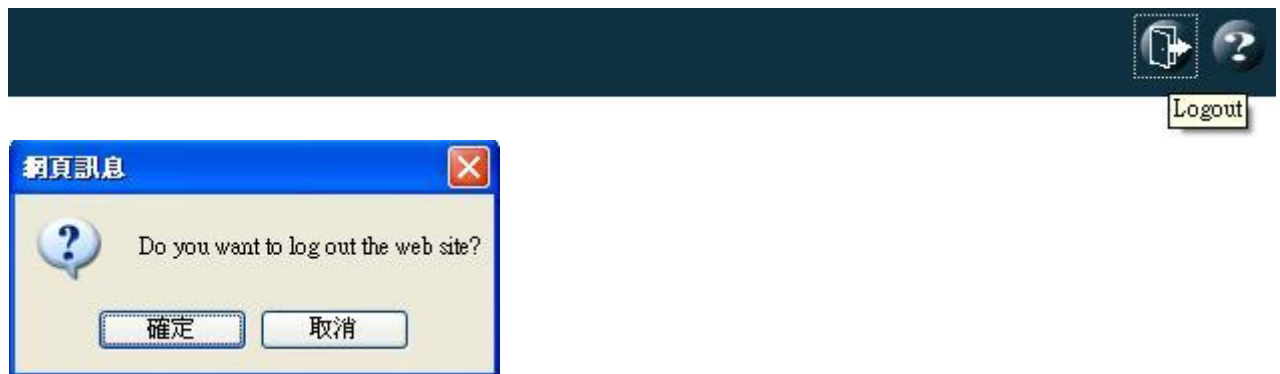 Logout
網頁訊息
Do you want to log out the web site?
確定
取消